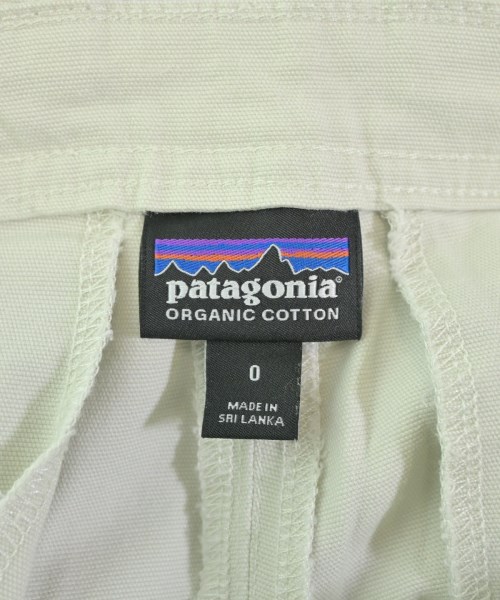 patagonia®
ORGANIC COTTON
0
MADE IN
SRI LANKA